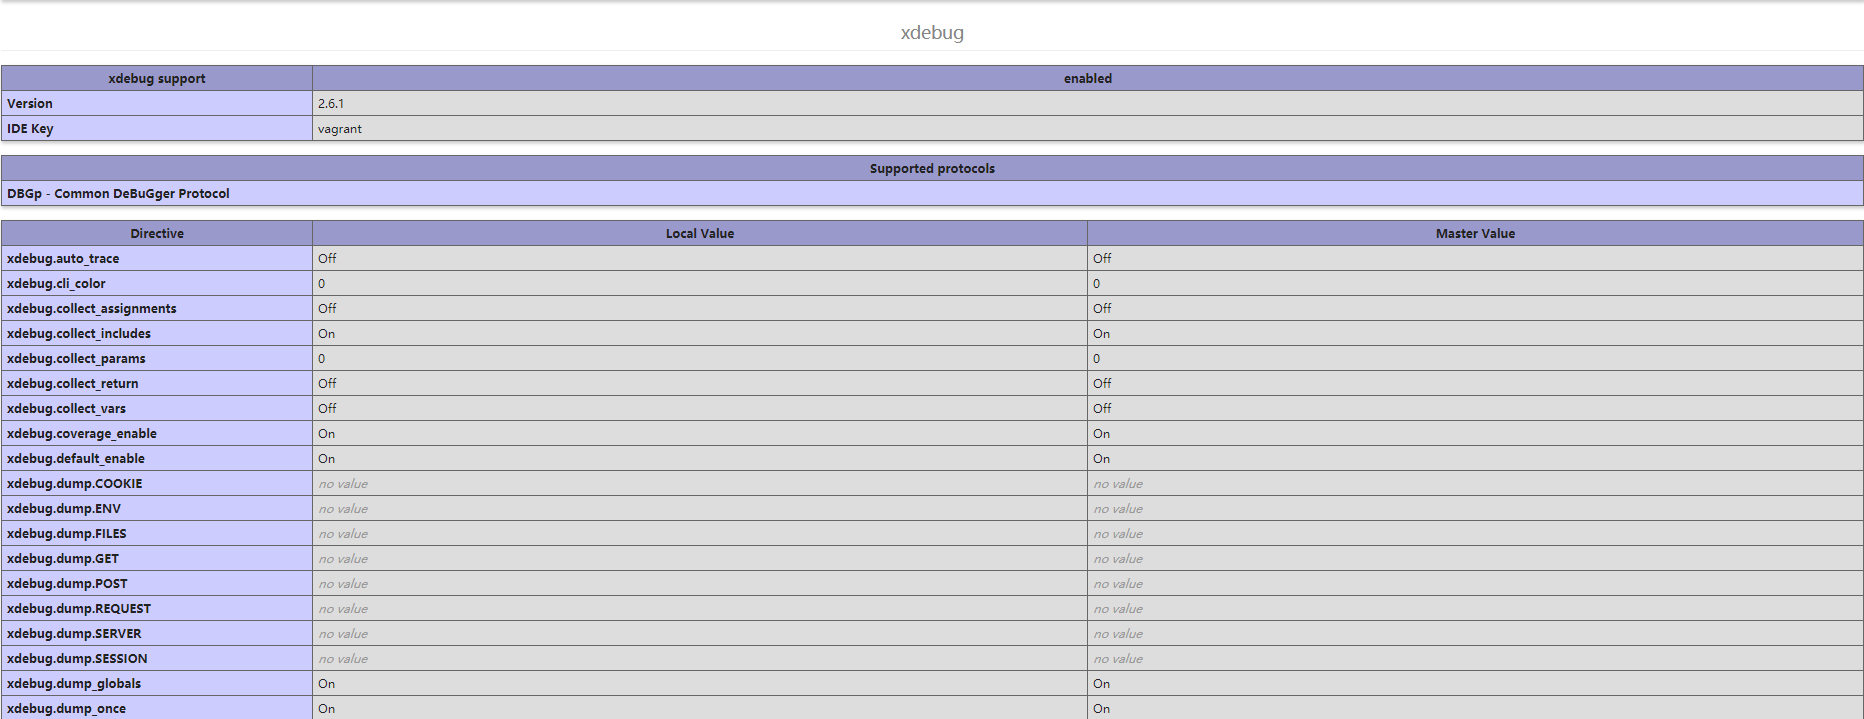 xdebug
xdebug support enabled
Version 2.6.1
IDE Key vagrant
Supported protocols
DBGp - Common DeBuGger Protocol
Directive Local Value Master Value
xdebug.auto_trace Off Off
xdebug.cli_color 0 0
xdebug.collect_assignments Off Off
xdebug.collect_includes On On
xdebug.collect_params 0 0
xdebug.collect_return Off Off
xdebug.collect_vars Off Off
xdebug.coverage_enable On On
xdebug.default_enable On On
xdebug.dump.COOKIE no value no value
xdebug.dump.ENV no value no value
xdebug.dump.FILES no value no value
xdebug.dump.GET no value no value
xdebug.dump.POST no value no value
xdebug.dump.REQUEST no value no value
xdebug.dump.SERVER no value no value
xdebug.dump.SESSION no value no value
xdebug.dump_globals On On
xdebug.dump_once On On